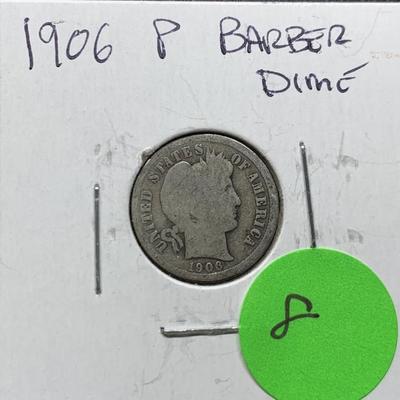 1906 P BARBER
DIME
UNITED STATES OF AMERICA
1906
8